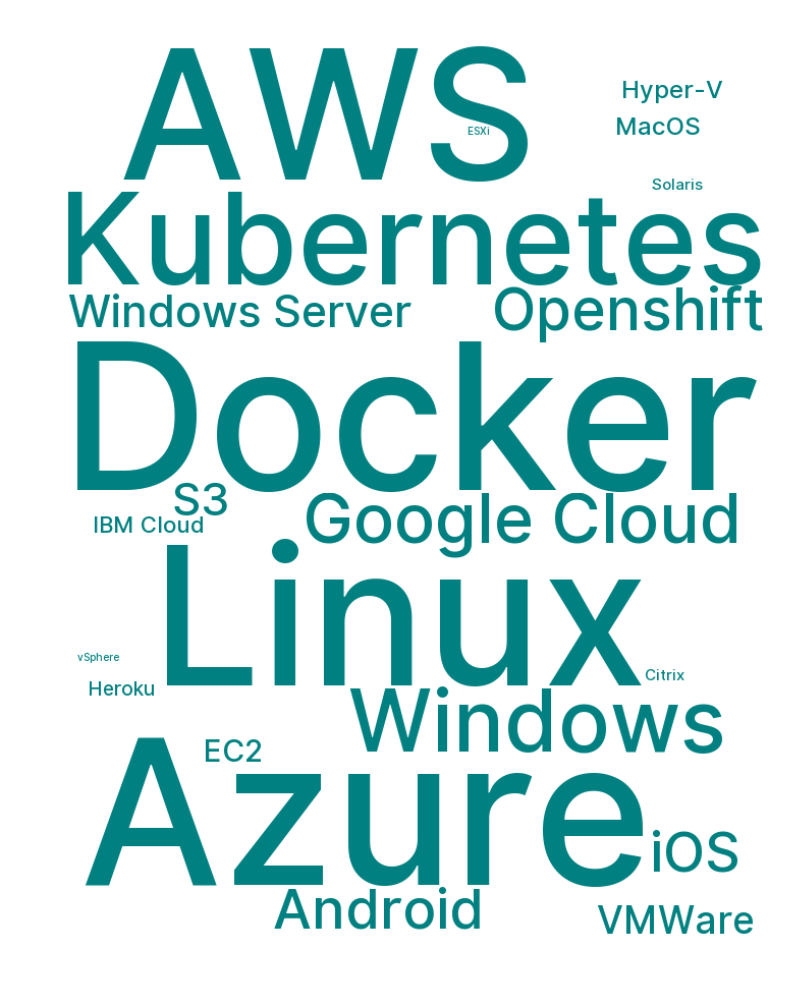 AWS
Hyper-V
ESXi
MacOS
Solaris
Kubernetes
Windows Server
Openshift
Docker
S3
Google Cloud
IBM Cloud
Linux
vSphere
Citrix
Heroku
Windows
EC2
Azure
iOS
Android
VMWare